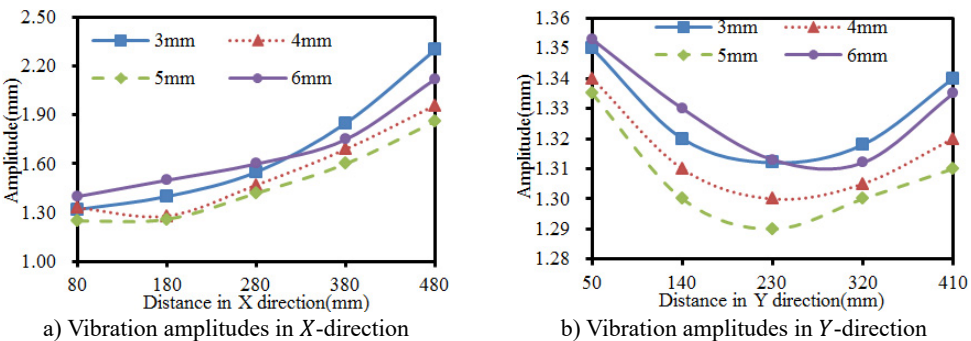 2.50
2.20
1.90
1.60
1.30
1.00
Amplitude(mm)
3mm 4mm
5mm 6mm
80 180 280 380 480
Distance in X direction(mm)
a) Vibration amplitudes in X-direction
1.36
1.35
1.34
1.33
1.32
1.31
1.30
1.29
1.28
Amplitude(mm)
3mm 4mm
5mm 6mm
50 140 230 320 410
Distance in Y direction(mm)
b) Vibration amplitudes in Y-direction